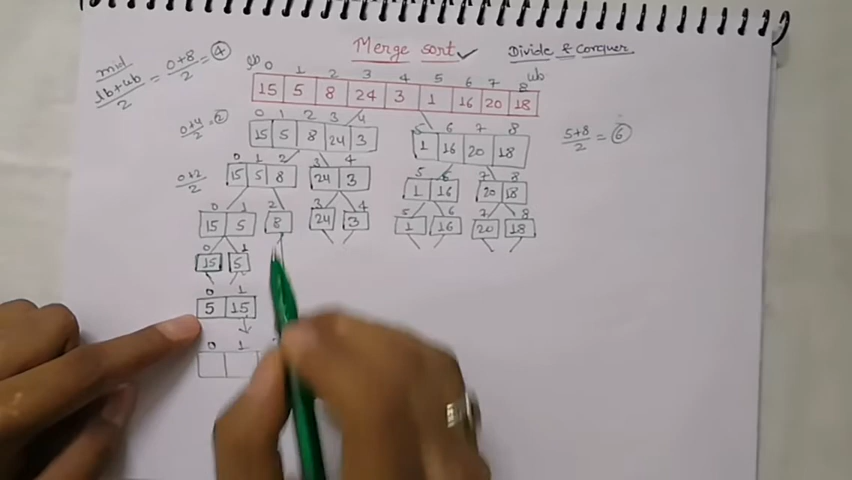 Merge sort ✓ Divide & Conquer
mid
lb+ub/2 = 0+8/2 = 4
lb 0 1 2 3 4 5 6 7 8 ub
15 5 8 24 3 1 16 20 18
0+4/2 = 2
0 1 2 3 4
15 5 8 24 3
5 6 7 8
1 16 20 18
5+8/2 = 6
0+2/2
0 1 2
15 5 8
3 4
24 3
5 6
1 16
7 8
20 18
0 1
15 5
2
8
3
24
4
3
5
1
6
16
7
20
8
18
0
15
1
5
0 1
5 15
0 1